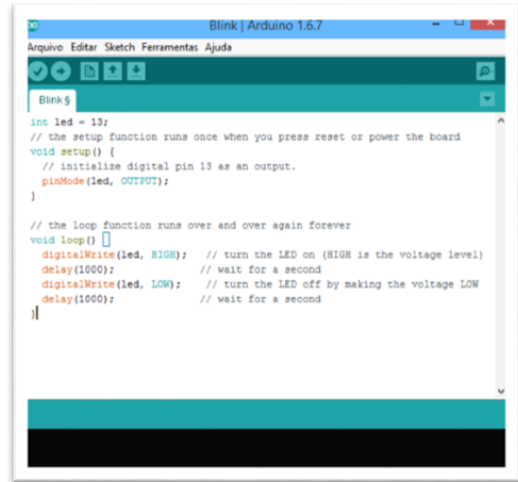 Blink | Arduino 1.6.7
Arquivo Editar Sketch Ferramentas Ajuda
Blink §
int led = 13;
// the setup function runs once when you press reset or power the board
void setup() {
// initialize digital pin 13 as an output.
pinMode(led, OUTPUT);
}
// the loop function runs over and over again forever
void loop() {
digitalWrite(led, HIGH); // turn the LED on (HIGH is the voltage level)
delay(1000); // wait for a second
digitalWrite(led, LOW); // turn the LED off by making the voltage LOW
delay(1000); // wait for a second
}